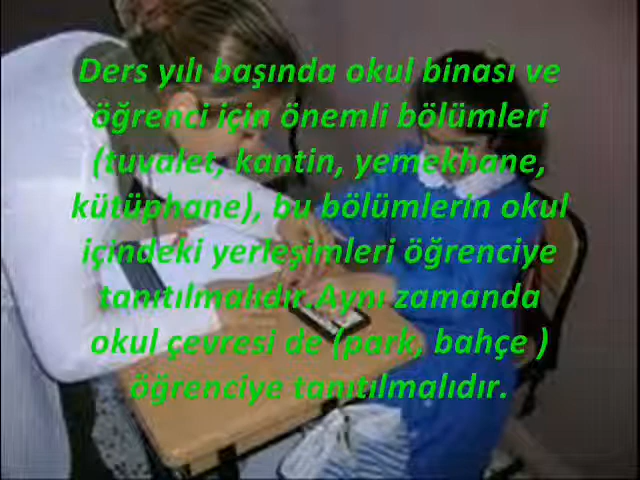 Ders yılı başında okul binası ve
öğrenci için önemli bölümleri
(tuvalet, kantin, yemekhane,
kütüphane), bu bölümlerin okul
içindeki yerleşimleri öğrenciye
tanıtılmalıdır.Aynı zamanda
okul çevresi de (park, bahçe )
öğrenciye tanıtılmalıdır.